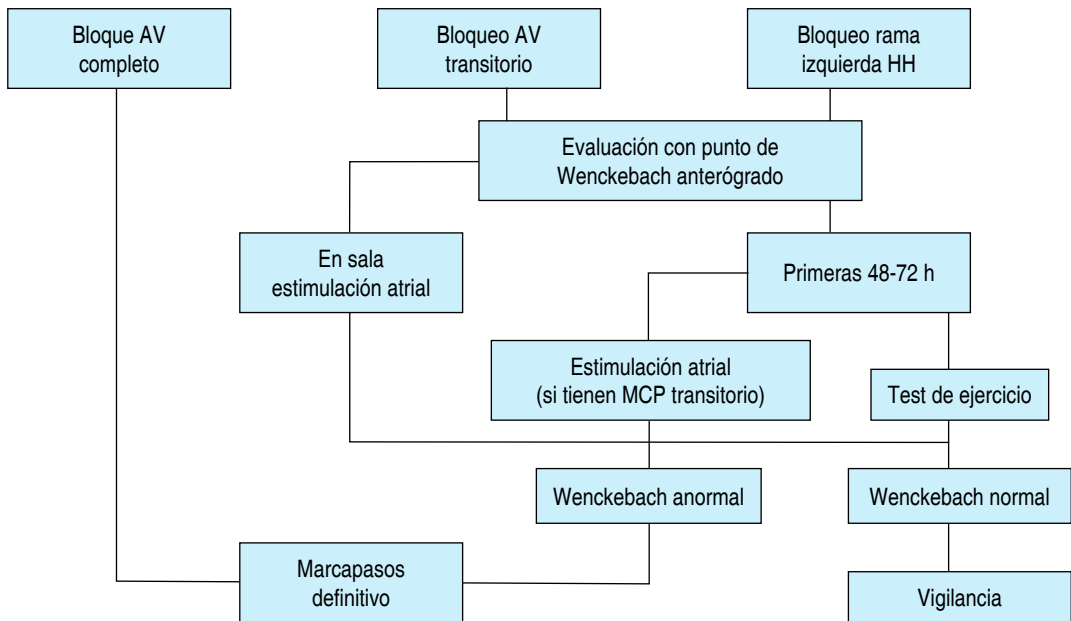 Bloque AV
completo
Bloqueo AV
transitorio
Bloqueo rama
izquierda HH
Evaluación con punto de
Wenckebach anterógrado
En sala
estimulación atrial
Primeras 48-72 h
Estimulación atrial
(si tienen MCP transitorio)
Test de ejercicio
Wenckebach anormal
Wenckebach normal
Marcapasos
definitivo
Vigilancia